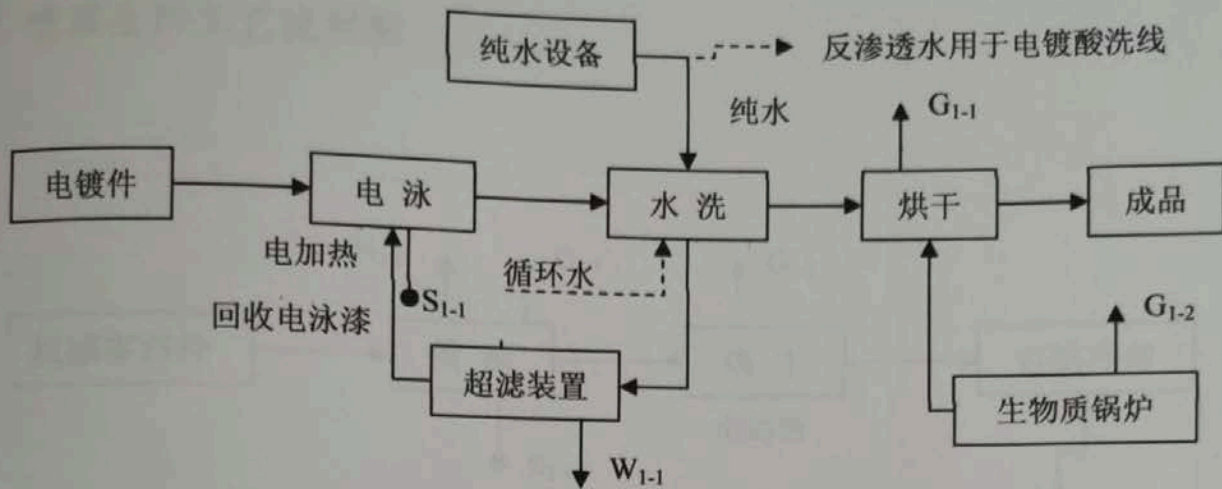 纯水设备
反渗透水用于电镀酸洗线
纯水
G1-1
电镀件
电 泳
水 洗
烘干
成品
电加热
循环水
S1-1
回收电泳漆
G1-2
超滤装置
生物质锅炉
W1-1